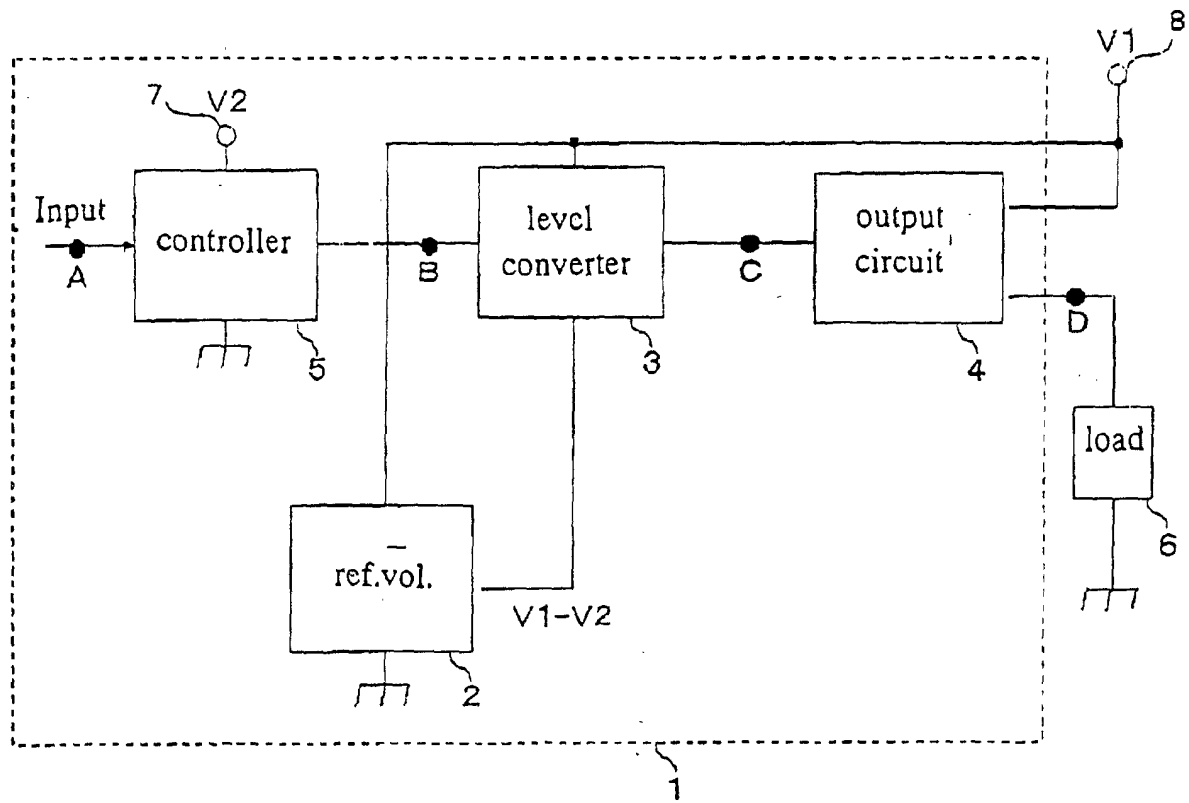 8
V1
7
V2
Input
A
controller
5
B
level
converter
3
C
output
circuit
4
D
load
6
ref.vol.
V1-V2
2
1